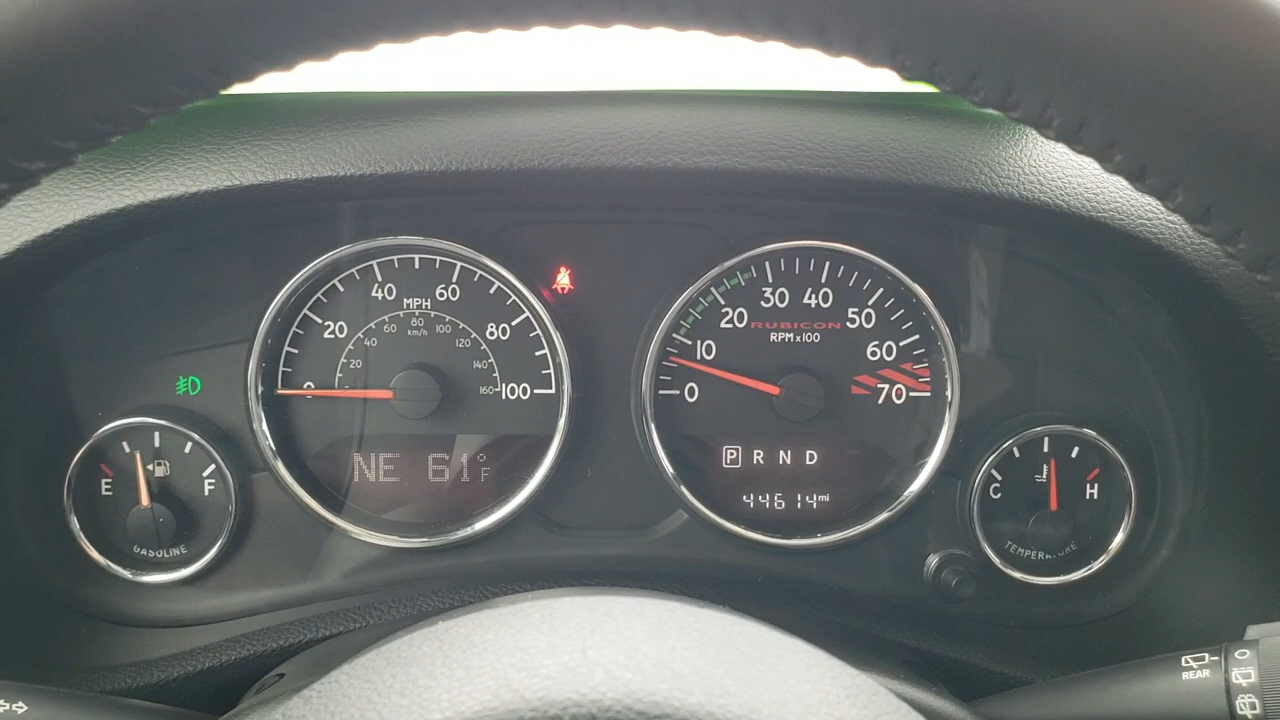 20 40 60 80 100
MPH
20 40 60 80 100 120 140 160
km/h
0
NE 61°F
0 10 20 30 40 50 60 70
RUBICON
RPM x100
P R N D
44614 mi
E F
GASOLINE
C H
TEMPERATURE
REAR